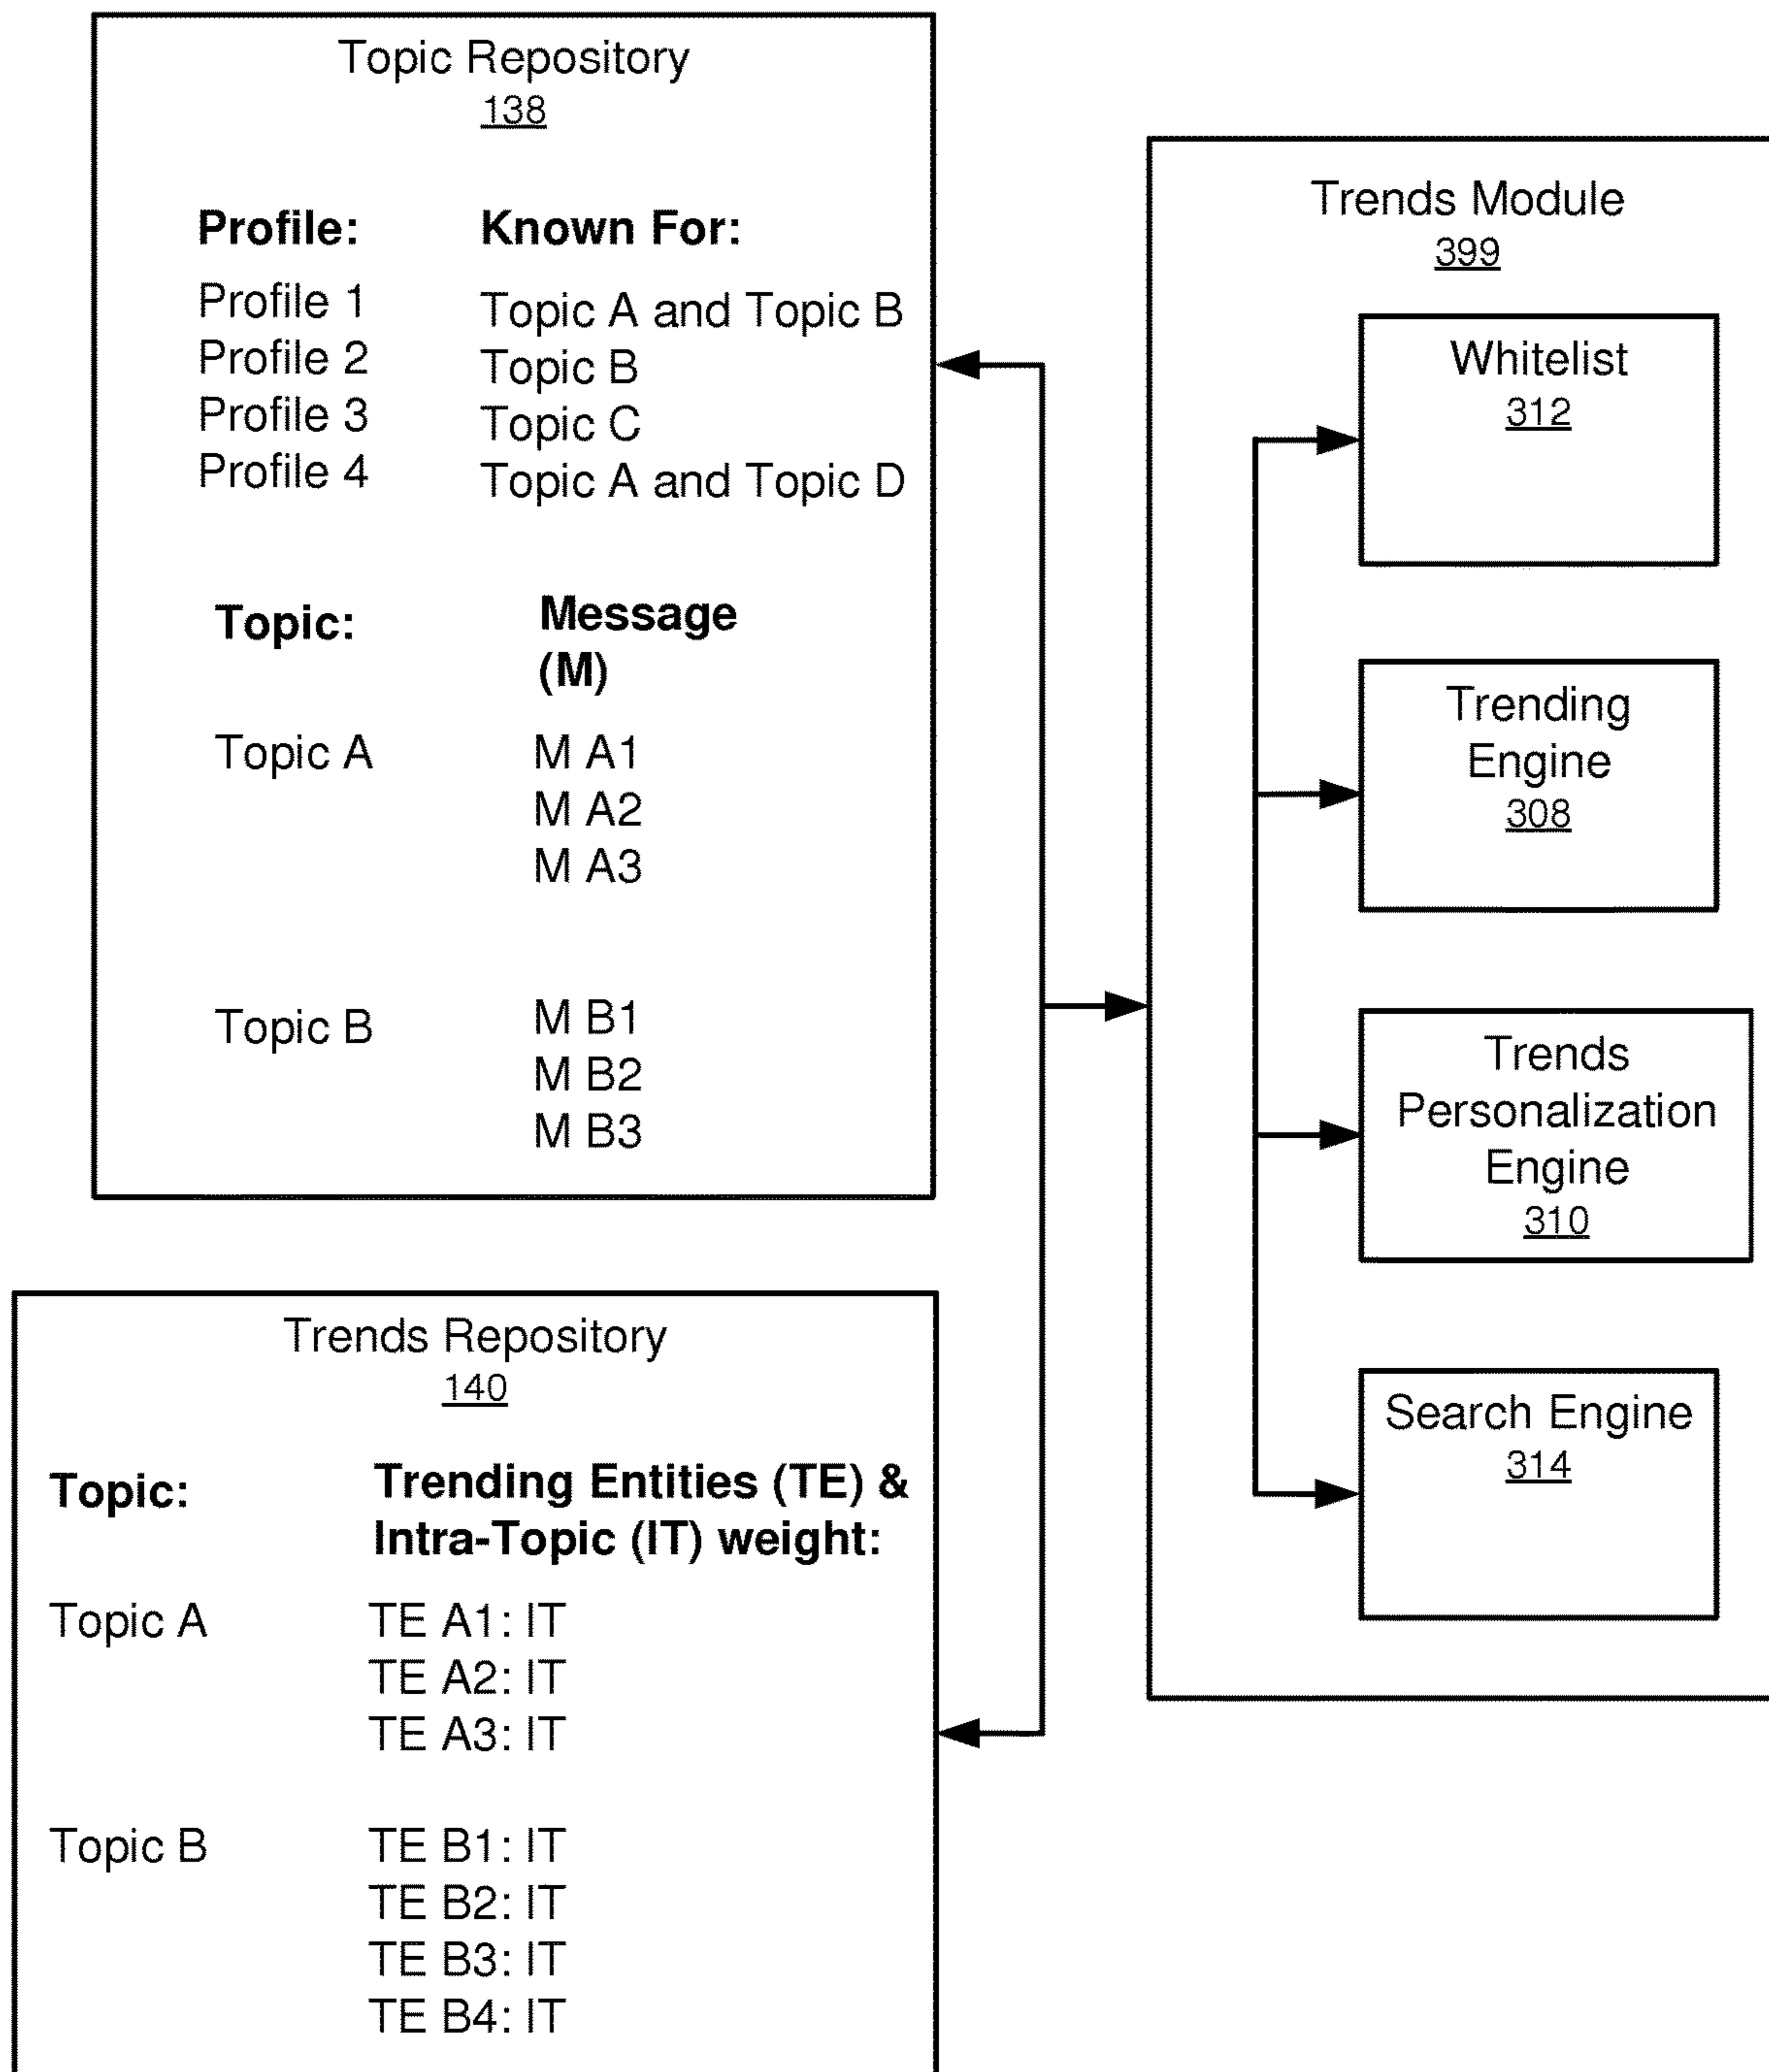 Topic Repository
138
Profile: Known For:
Profile 1 Topic A and Topic B
Profile 2 Topic B
Profile 3 Topic C
Profile 4 Topic A and Topic D
Topic: Message
(M)
Topic A M A1
M A2
M A3
Topic B M B1
M B2
M B3
Trends Repository
140
Topic: Trending Entities (TE) &
Intra-Topic (IT) weight:
Topic A TE A1: IT
TE A2: IT
TE A3: IT
Topic B TE B1: IT
TE B2: IT
TE B3: IT
TE B4: IT
Trends Module
399
Whitelist
312
Trending
Engine
308
Trends
Personalization
Engine
310
Search Engine
314